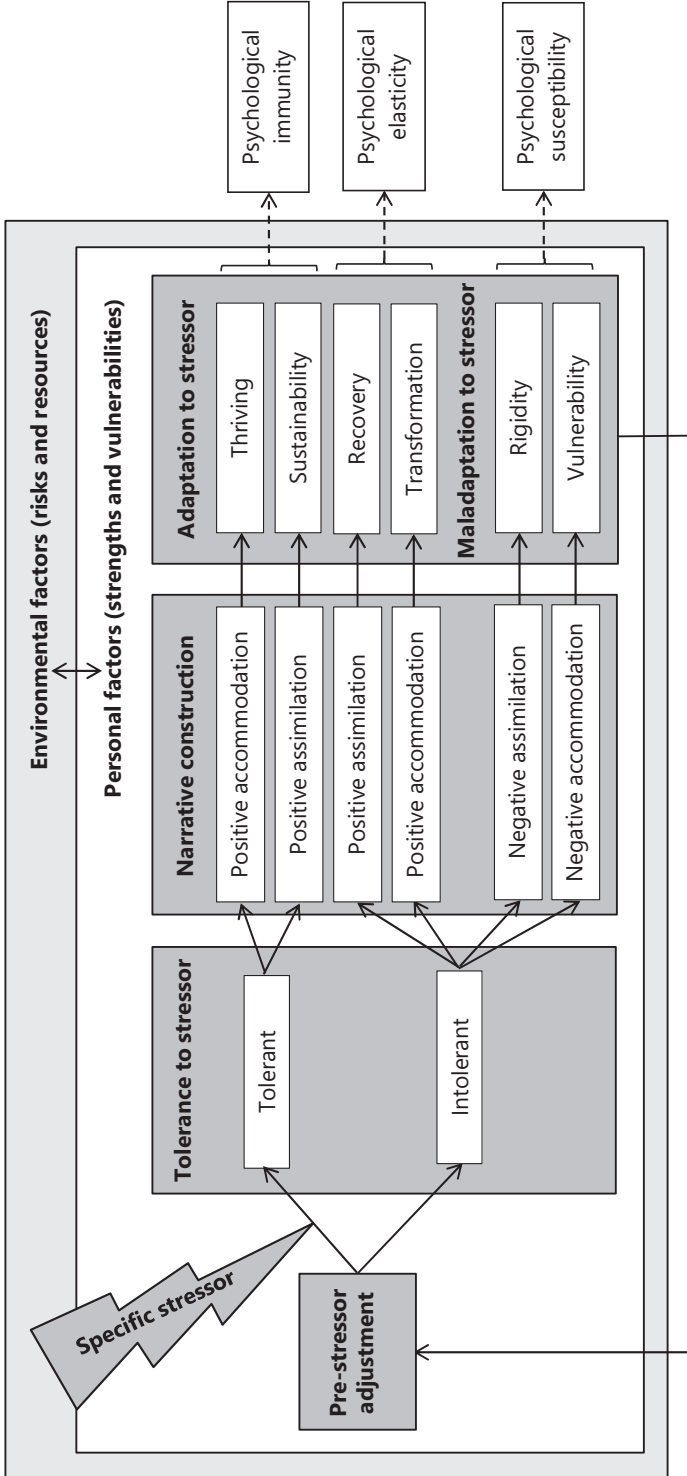 Environmental factors (risks and resources)
Personal factors (strengths and vulnerabilities)
Specific stressor
Pre-stressor
adjustment
Tolerance to stressor
Tolerant
Intolerant
Narrative construction
Positive accommodation
Positive assimilation
Positive assimilation
Positive accommodation
Negative assimilation
Negative accommodation
Adaptation to stressor
Thriving
Sustainability
Recovery
Transformation
Maladaptation to stressor
Rigidity
Vulnerability
Psychological
immunity
Psychological
elasticity
Psychological
susceptibility